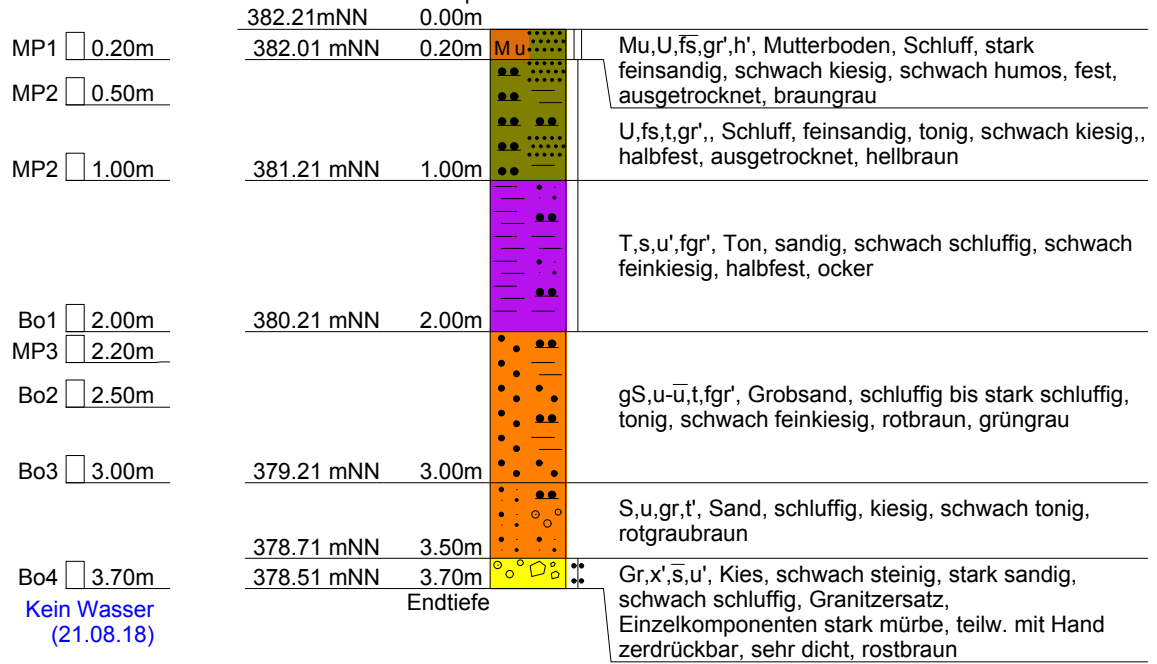 382.21mNN 0.00m
MP1 0.20m 382.01 mNN 0.20m Mu
Mu,U,f̅s̅,gr',h', Mutterboden, Schluff, stark
feinsandig, schwach kiesig, schwach humos, fest,
ausgetrocknet, braungrau
MP2 0.50m
U,fs,t,gr',, Schluff, feinsandig, tonig, schwach kiesig,,
halbfest, ausgetrocknet, hellbraun
MP2 1.00m 381.21 mNN 1.00m
T,s,u',fgr', Ton, sandig, schwach schluffig, schwach
feinkiesig, halbfest, ocker
Bo1 2.00m 380.21 mNN 2.00m
MP3 2.20m
Bo2 2.50m
gS,u-u̅,t,fgr', Grobsand, schluffig bis stark schluffig,
tonig, schwach feinkiesig, rotbraun, grüngrau
Bo3 3.00m 379.21 mNN 3.00m
S,u,gr,t', Sand, schluffig, kiesig, schwach tonig,
rotgraubraun
378.71 mNN 3.50m
Bo4 3.70m 378.51 mNN 3.70m
Endtiefe
Gr,x',s̅,u', Kies, schwach steinig, stark sandig,
schwach schluffig, Granitzersatz,
Einzelkomponenten stark mürbe, teilw. mit Hand
zerdrückbar, sehr dicht, rostbraun
Kein Wasser
(21.08.18)